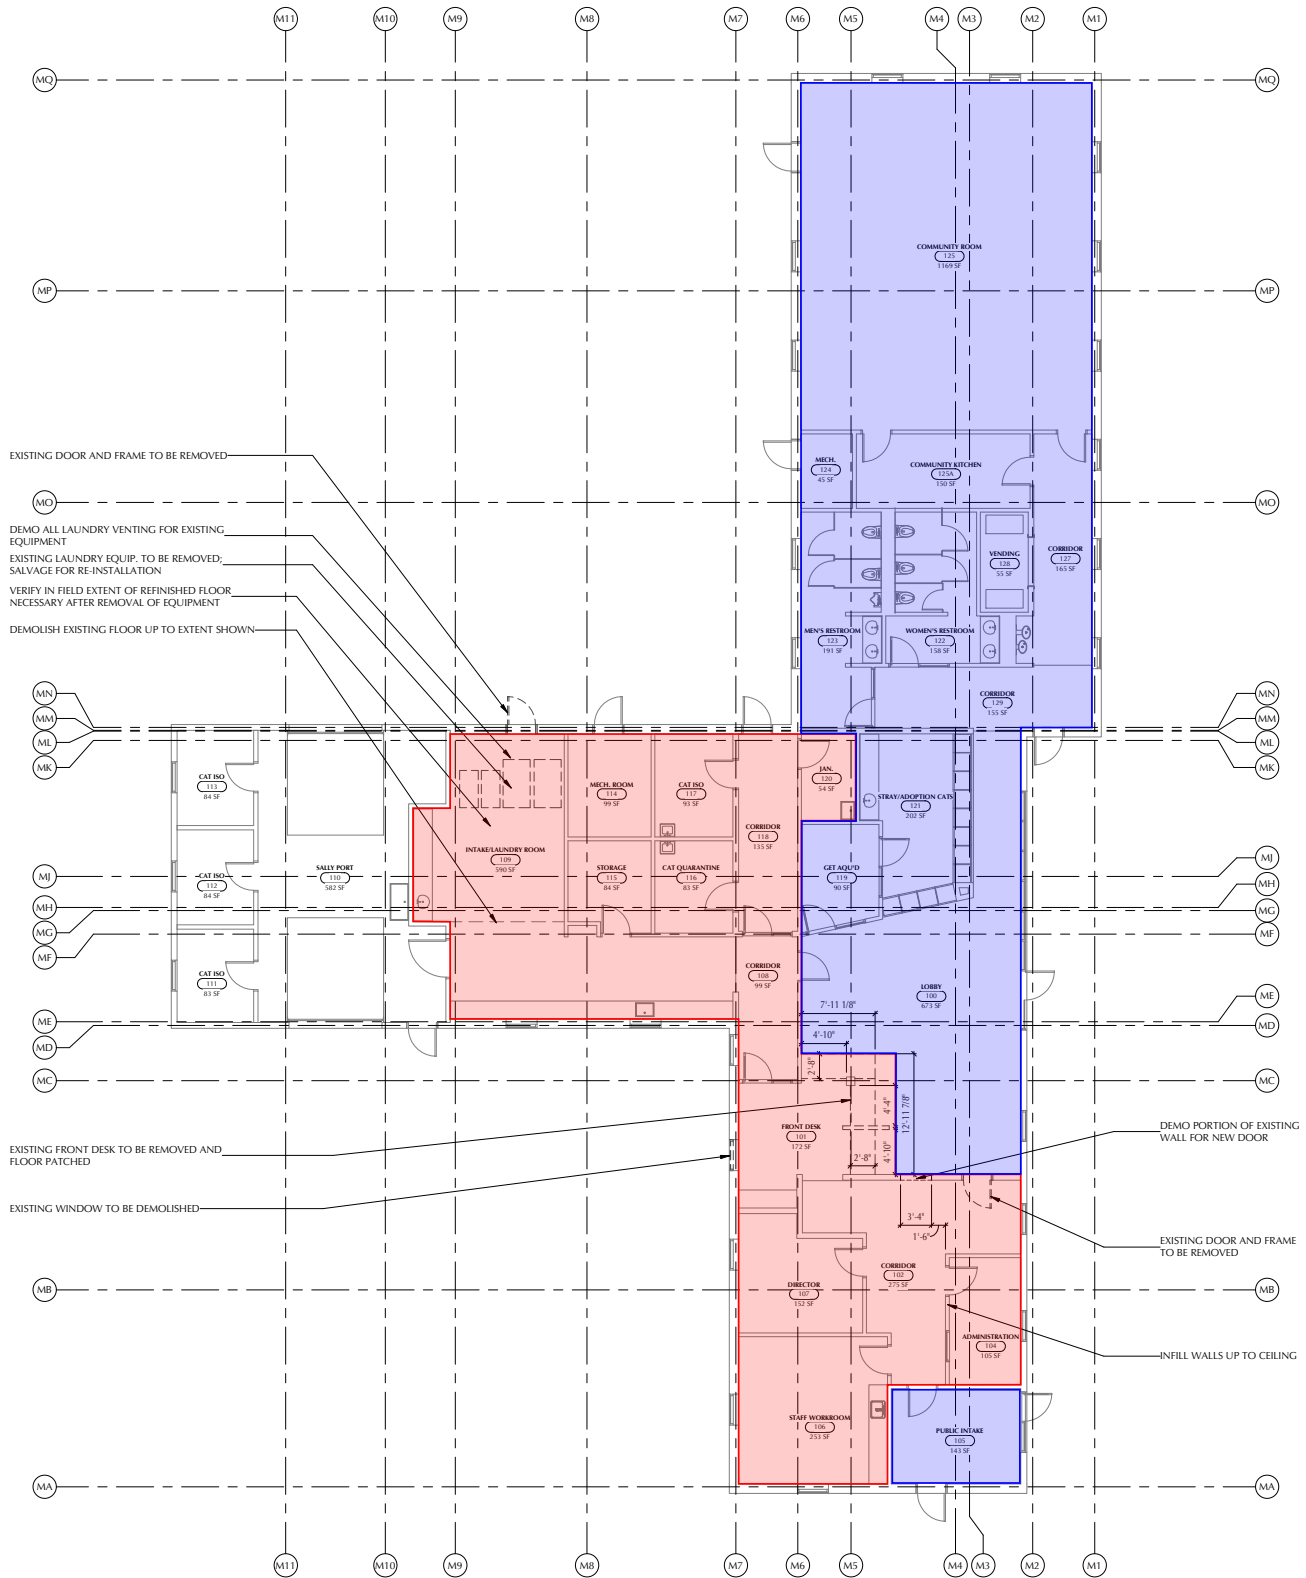 M11 M10 M9 M8 M7 M6 M5 M4 M3 M2 M1
MQ MQ
COMMUNITY ROOM
125
1169 SF
MP MP
EXISTING DOOR AND FRAME TO BE REMOVED
MECH.
124
45 SF
COMMUNITY KITCHEN
125A
150 SF
MO MO
DEMO ALL LAUNDRY VENTING FOR EXISTING
EQUIPMENT
EXISTING LAUNDRY EQUIP. TO BE REMOVED;
SALVAGE FOR RE-INSTALLATION
VERIFY IN FIELD EXTENT OF REFINISHED FLOOR
NECESSARY AFTER REMOVAL OF EQUIPMENT
DEMOLISH EXISTING FLOOR UP TO EXTENT SHOWN
VENDING
128
55 SF
CORRIDOR
127
165 SF
MEN'S RESTROOM
123
191 SF
WOMEN'S RESTROOM
122
158 SF
CORRIDOR
129
155 SF
MN MN
MM MM
ML ML
MK MK
CAT ISO
113
84 SF
MECH. ROOM
114
99 SF
CAT ISO
117
93 SF
JAN.
120
54 SF
STRAY/ADOPTION CATS
121
202 SF
CORRIDOR
118
135 SF
INTAKE/LAUNDRY ROOM
109
590 SF
SALLY PORT
110
582 SF
CAT ISO
112
84 SF
STORAGE
115
84 SF
CAT QUARANTINE
116
83 SF
GET AQU'D
119
90 SF
MJ MJ
MH MH
MG MG
MF MF
CAT ISO
111
83 SF
CORRIDOR
108
99 SF
LOBBY
100
673 SF
ME ME
MD MD
7'-11 1/8"
4'-10"
2'-8"
MC MC
4'-4"
12'-11 7/8"
4'-10"
2'-8"
FRONT DESK
101
172 SF
DEMO PORTION OF EXISTING
WALL FOR NEW DOOR
EXISTING FRONT DESK TO BE REMOVED AND
FLOOR PATCHED
EXISTING WINDOW TO BE DEMOLISHED
3'-4"
1'-6"
EXISTING DOOR AND FRAME
TO BE REMOVED
CORRIDOR
102
275 SF
DIRECTOR
107
152 SF
MB MB
ADMINISTRATION
104
105 SF
INFILL WALLS UP TO CEILING
STAFF WORKROOM
106
253 SF
PUBLIC INTAKE
105
143 SF
MA MA
M11 M10 M9 M8 M7 M6 M5 M4 M3 M2 M1